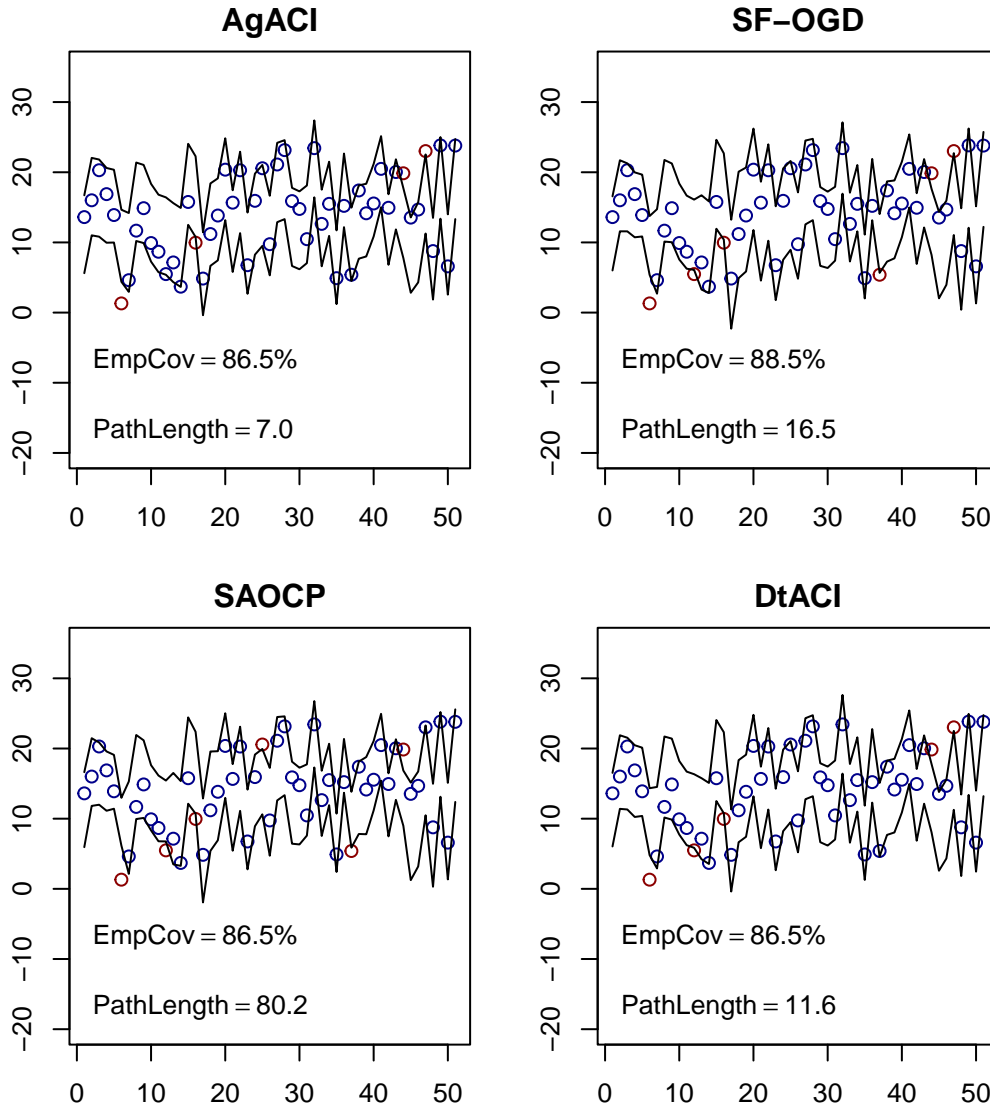 AgACI
30
20
10
0
−10
−20
EmpCov = 86.5%
PathLength = 7.0
0 10 20 30 40 50
SF−OGD
30
20
10
0
−10
−20
EmpCov = 88.5%
PathLength = 16.5
0 10 20 30 40 50
SAOCP
30
20
10
0
−10
−20
EmpCov = 86.5%
PathLength = 80.2
0 10 20 30 40 50
DtACI
30
20
10
0
−10
−20
EmpCov = 86.5%
PathLength = 11.6
0 10 20 30 40 50